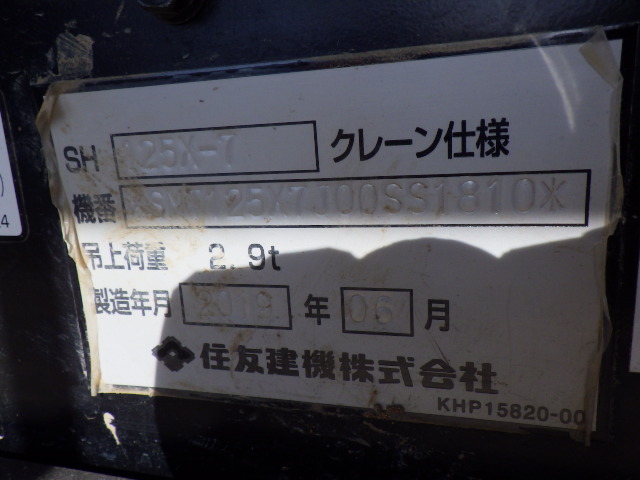 SH 125X-7 クレーン仕様
機番
吊上荷重 2.9t
製造年月 2019 年 06 月
住友建機株式会社
KHP15820-00